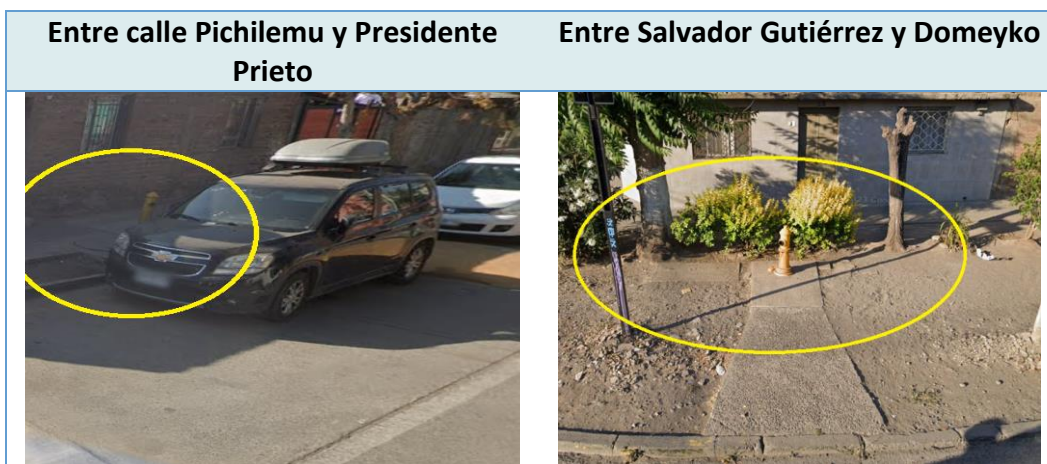 Entre calle Pichilemu y Presidente
Prieto
Entre Salvador Gutiérrez y Domeyko